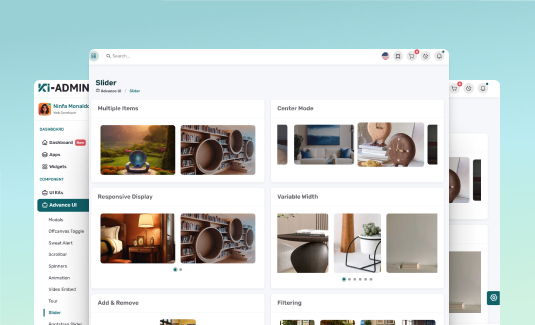 Search...
Ki-ADMIN
Slider
Advance UI / Slider
Ninfa Monaldo
Web Developer
DASHBOARD
Dashboard New
Apps
Widgets
COMPONENT
UI Kits
Advance UI
Modals
Offcanvas Toggle
Sweat Alert
Scrollbar
Spinners
Animation
Video Embed
Tour
Slider
Bootstrap Slider
Multiple Items
Center Mode
Responsive Display
Variable Width
Add & Remove
Filtering